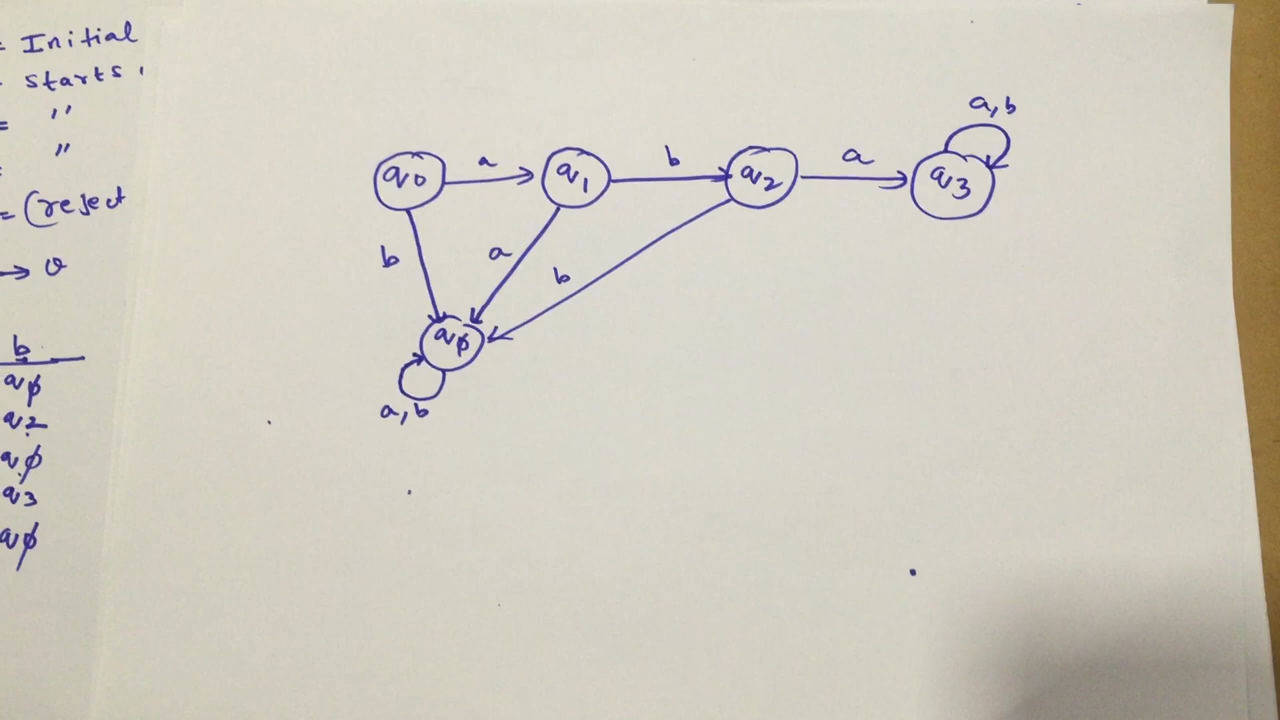 = Initial
- starts
= "
"
= (reject
→
b
qϕ
q2
qϕ
q3
qϕ
a,b
q0 a q1 b q2 a q3
b a b
qϕ
a,b